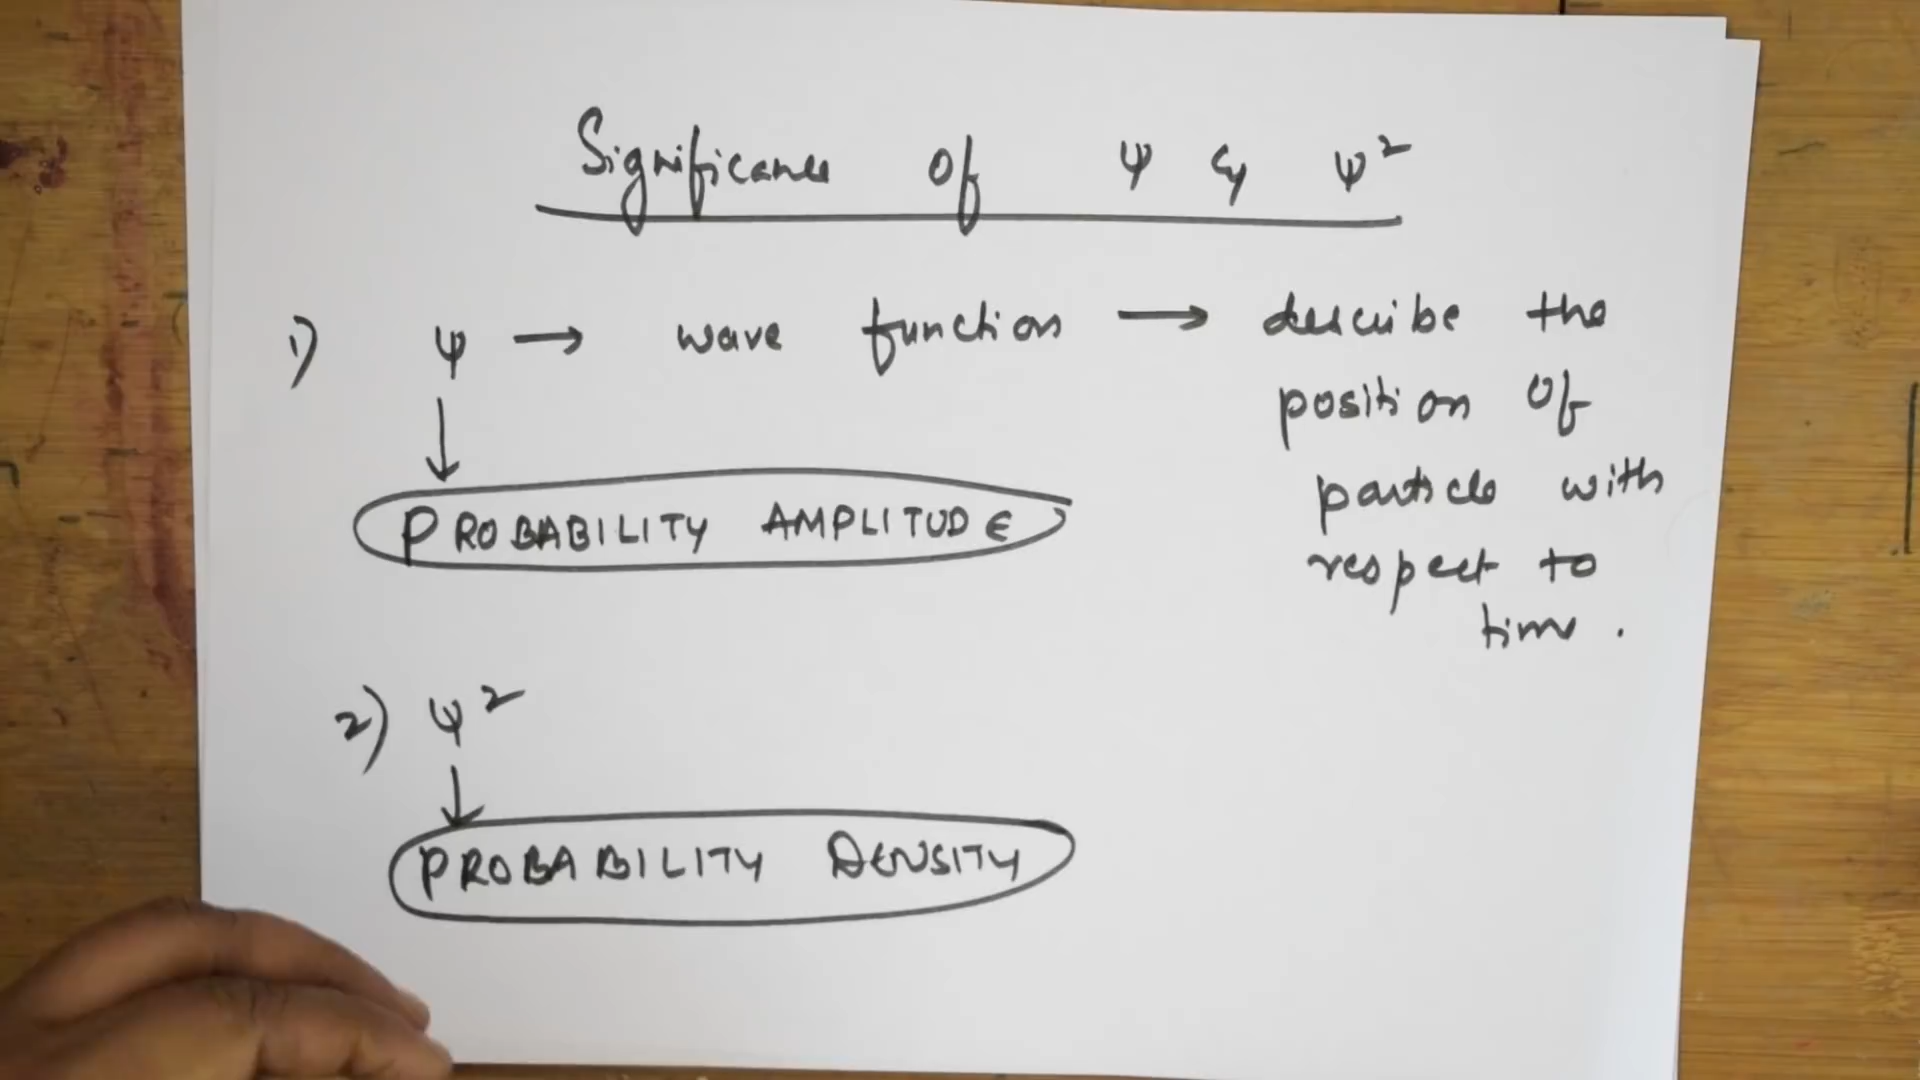 Significance of ψ & ψ²
1) ψ → wave function → describe the
position of
particle with
respect to
time.
↓
PROBABILITY AMPLITUDE
2) ψ²
↓
PROBABILITY DENSITY